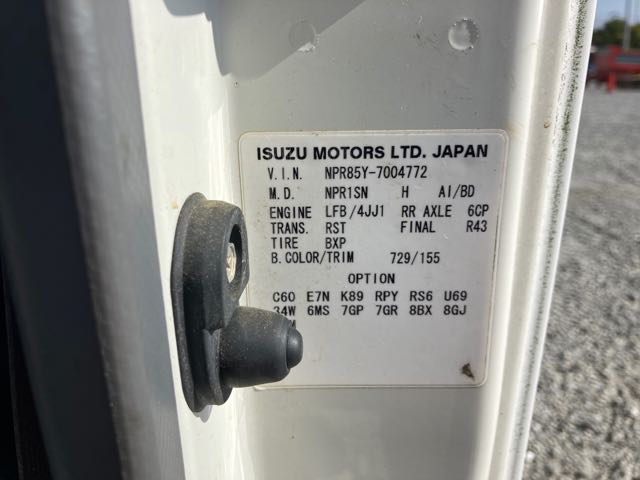 ISUZU MOTORS LTD. JAPAN
V.I.N. NPR85Y-7004772
M.D. NPR1SN H AI/BD
ENGINE LFB/4JJ1 RR AXLE 6CP
TRANS. RST FINAL R43
TIRE BXP
B.COLOR/TRIM 729/155
OPTION
C60 E7N K89 RPY RS6 U69
34W 6MS 7GP 7GR 8BX 8GJ